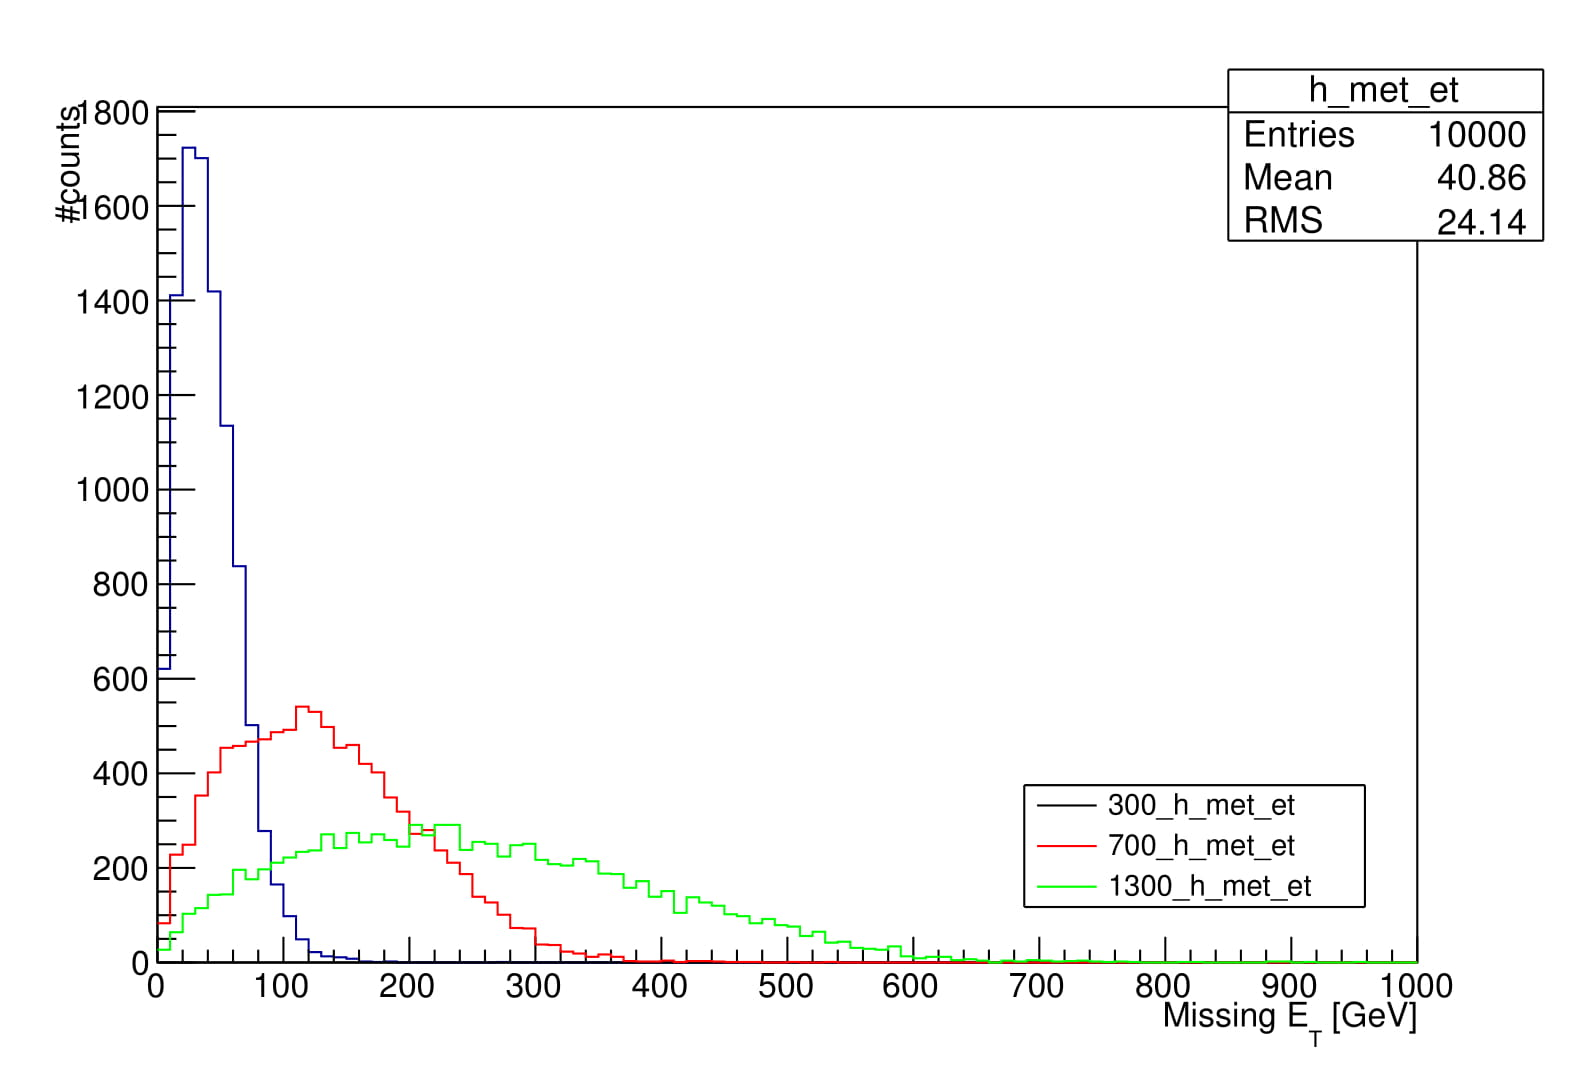 h_met_et
Entries 10000
Mean 40.86
RMS 24.14
#counts
1800
1600
1400
1200
1000
800
600
400
200
0
300_h_met_et
700_h_met_et
1300_h_met_et
0 100 200 300 400 500 600 700 800 900 1000
Missing E_T [GeV]